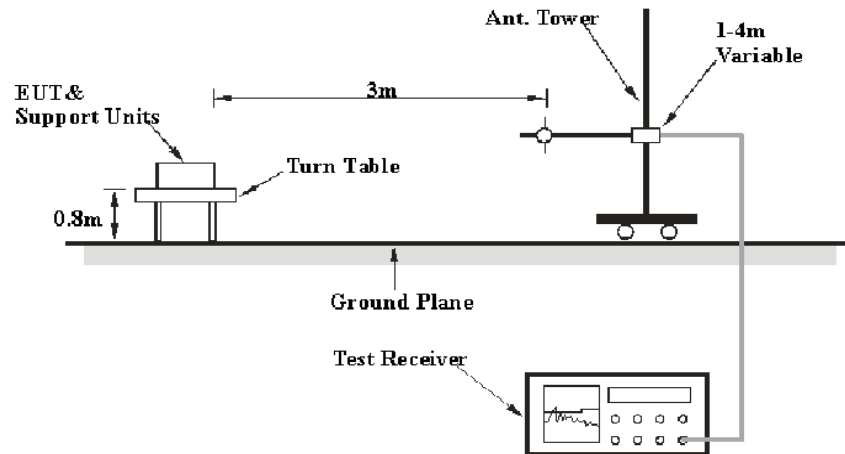 Ant. Tower
1-4m
Variable
3m
EUT&
Support Units
Turn Table
0.8m
Ground Plane
Test Receiver